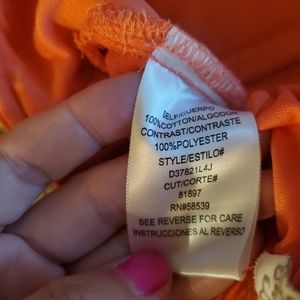 SELF/CUERPO
100%COTTON/ALGODON
CONTRAST/CONTRASTE
100%POLYESTER
STYLE/ESTILO#
D37821L4J
CUT/CORTE#
81897
RN#58539
SEE REVERSE FOR CARE
INSTRUCCIONES AL REVERSO